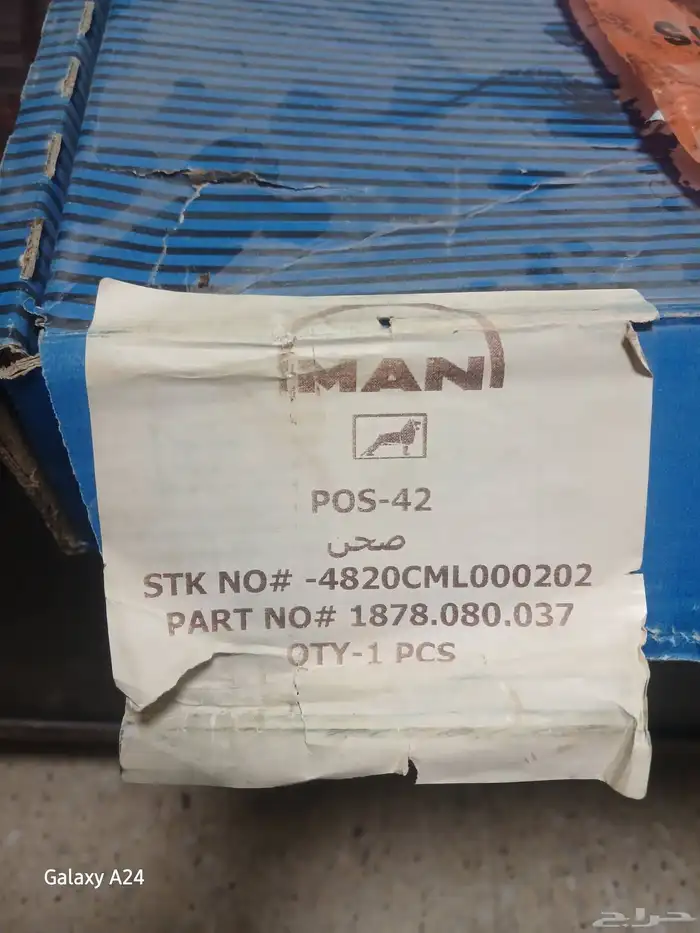 MAN
POS-42
صحن
STK NO# -4820CML000202
PART NO# 1878.080.037
QTY-1 PCS
Galaxy A24
حراج